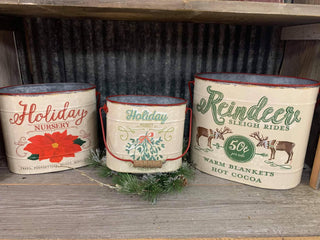 Holiday
NURSERY
Holiday
Reindeer
SLEIGH RIDES
50¢
WARM BLANKETS
HOT COCOA